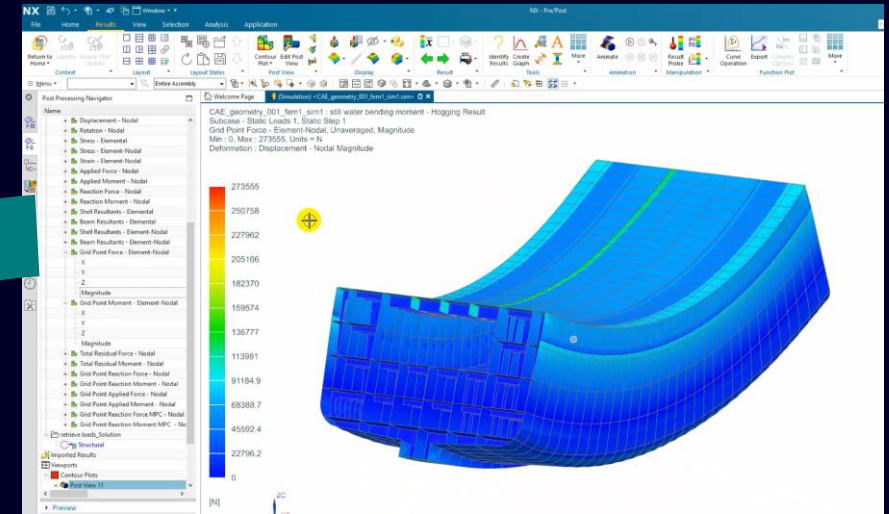 NX Window NX - Pre/Post
File Home Results View Selection Analysis Application
Return to Home Contour Plot Edit Post View Identify Results Create Graph More Animate Result Probe Curve Operation Export More
Context Layout Layout States Post View Display Result Tools Animation Manipulation Function Plot
Menu Entire Assembly
Post Processing Navigator Welcome Page (Simulation) <CAE_geometry_001_fem1_sim1.sim>
Name
CAE_geometry_001_fem1_sim1 : still water bending moment - Hogging Result
Subcase - Static Loads 1, Static Step 1
Grid Point Force - Element-Nodal, Unaveraged, Magnitude
Min : 0, Max : 273555, Units = N
Deformation : Displacement - Nodal Magnitude
Displacement - Nodal
Rotation - Nodal
Stress - Elemental
Stress - Element-Nodal
Strain - Element-Nodal
Applied Force - Nodal
Applied Moment - Nodal
Reaction Force - Nodal
Reaction Moment - Nodal
Shell Resultants - Elemental
Beam Resultants - Elemental
Shell Resultants - Element-Nodal
Beam Resultants - Element-Nodal
Grid Point Force - Element-Nodal
X
Y
Z
Magnitude
Grid Point Moment - Element-Nodal
X
Y
Z
Magnitude
Total Residual Force - Nodal
Total Residual Moment - Nodal
Grid Point Reaction Force - Nodal
Grid Point Reaction Moment - Nodal
Grid Point Applied Force - Nodal
Grid Point Applied Moment - Nodal
Grid Point Reaction Force MPC - Nodal
Grid Point Reaction Moment MPC - No
retrieve loads_Solution
Structural
Imported Results
Viewports
Contour Plots
Post View 11
Preview
273555
250758
227962
205166
182370
159574
136777
113981
91184.9
68388.7
45592.4
22796.2
0
[N]
ZC